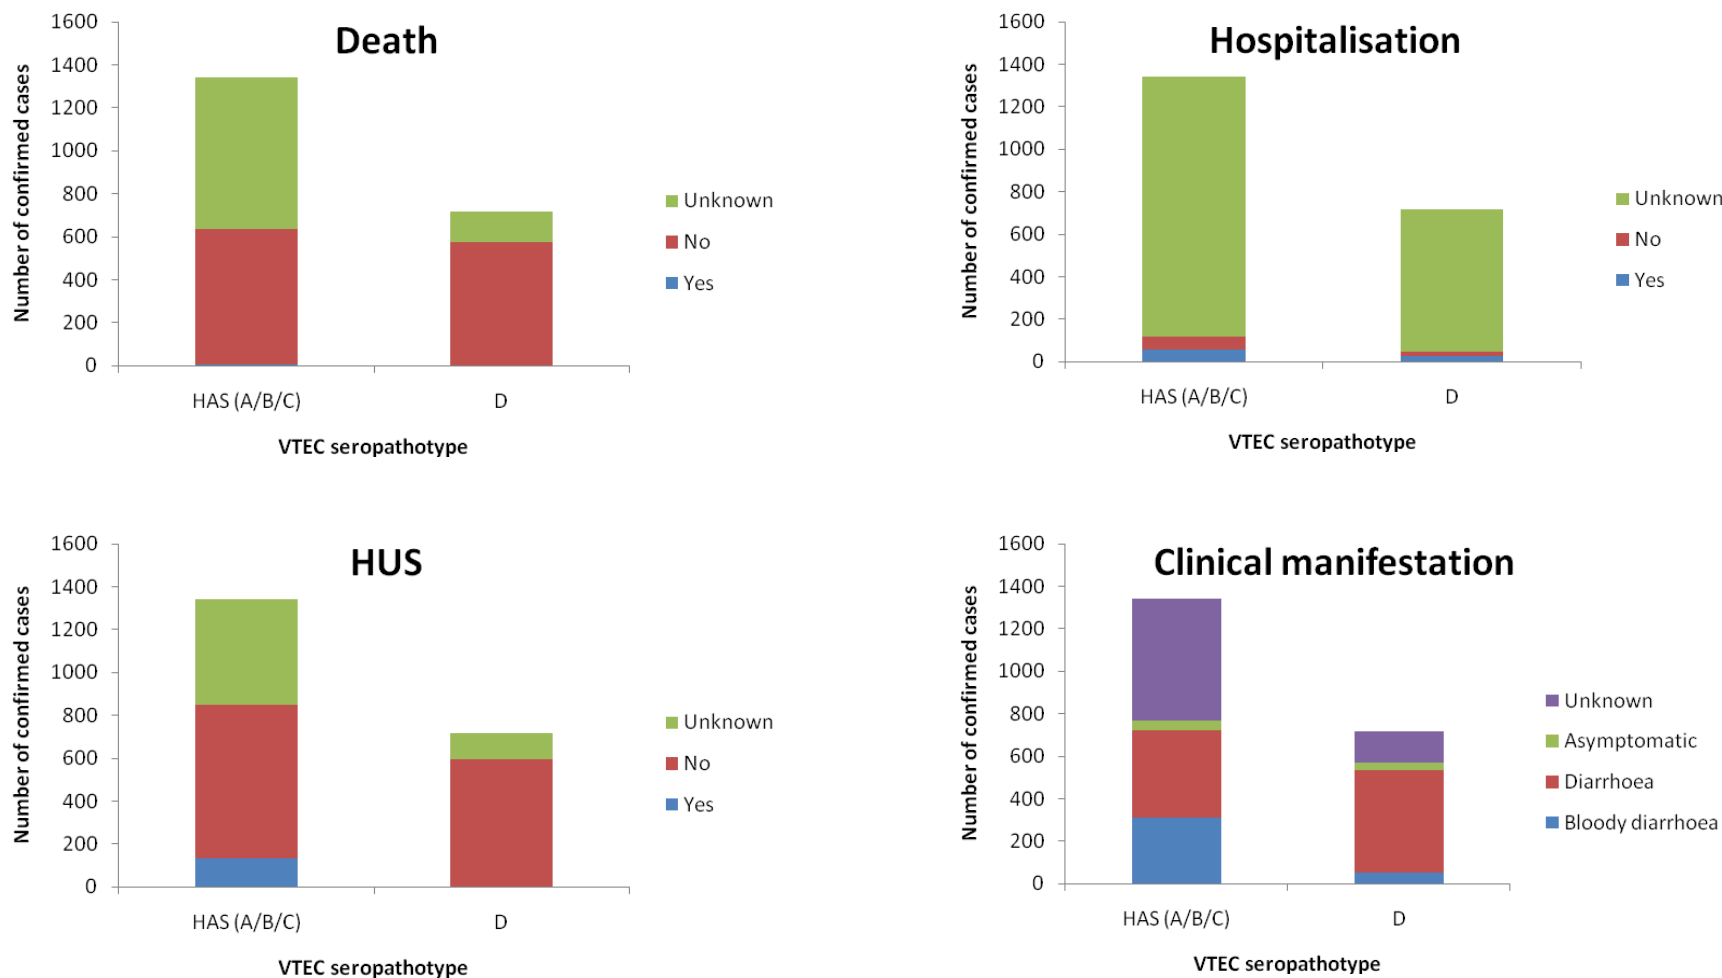 Death
Number of confirmed cases
1600
1400
1200
1000
800
600
400
200
0
HAS (A/B/C)
D
VTEC seropathotype
Unknown
No
Yes
Hospitalisation
Number of confirmed cases
1600
1400
1200
1000
800
600
400
200
0
HAS (A/B/C)
D
VTEC seropathotype
Unknown
No
Yes
HUS
Number of confirmed cases
1600
1400
1200
1000
800
600
400
200
0
HAS (A/B/C)
D
VTEC seropathotype
Unknown
No
Yes
Clinical manifestation
Number of confirmed cases
1600
1400
1200
1000
800
600
400
200
0
HAS (A/B/C)
D
VTEC seropathotype
Unknown
Asymptomatic
Diarrhoea
Bloody diarrhoea